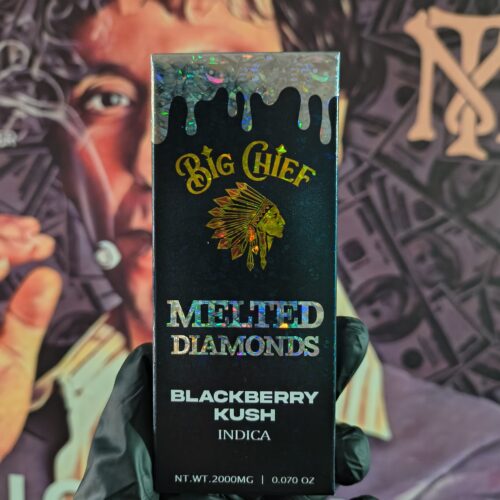 BIG CHIEF
MELTED
DIAMONDS
BLACKBERRY
KUSH
INDICA
NT.WT.2000MG | 0.070 OZ